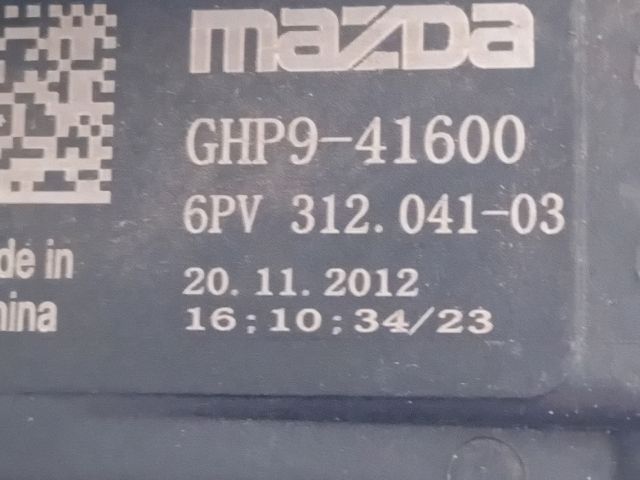 mazda
GHP9-41600
6PV 312.041-03
de in
hina
20.11.2012
16:10:34/23